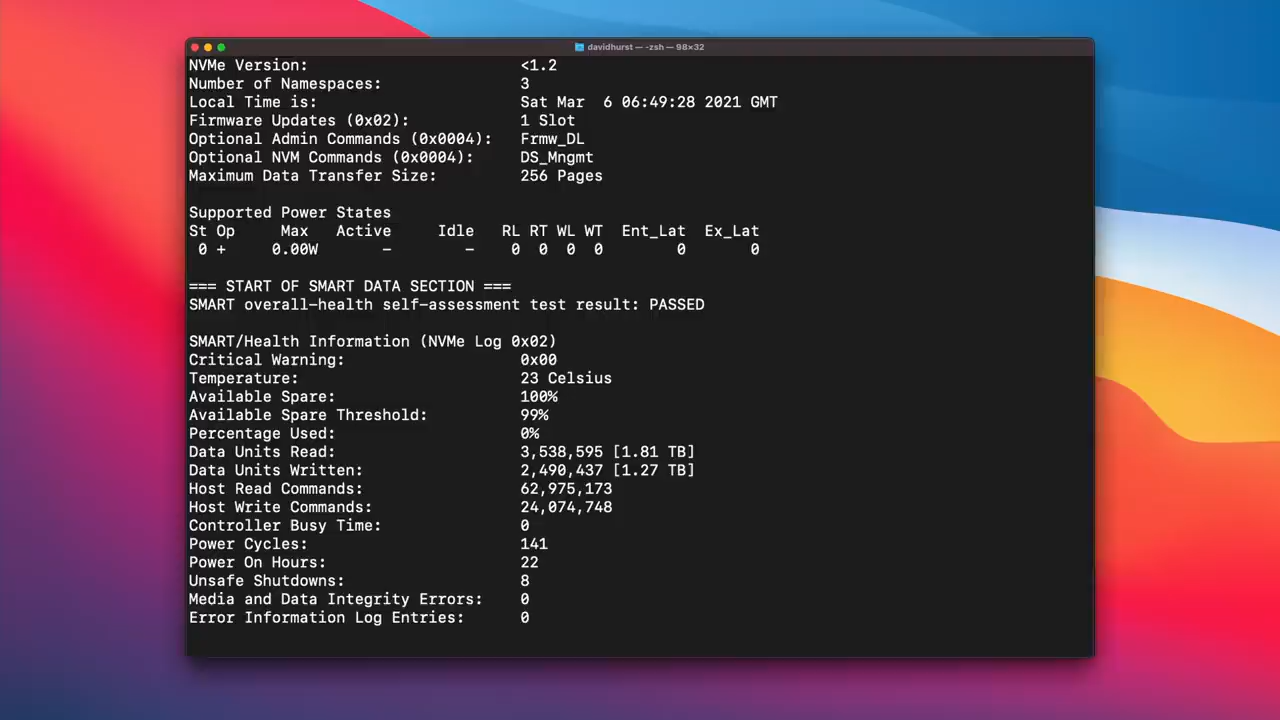 davidhurst — -zsh — 98×32
NVMe Version: <1.2
Number of Namespaces: 3
Local Time is: Sat Mar  6 06:49:28 2021 GMT
Firmware Updates (0x02): 1 Slot
Optional Admin Commands (0x0004): Frmw_DL
Optional NVM Commands (0x0004): DS_Mngmt
Maximum Data Transfer Size: 256 Pages
Supported Power States
St Op Max Active Idle RL RT WL WT Ent_Lat Ex_Lat
0 + 0.00W - - 0 0 0 0 0 0
=== START OF SMART DATA SECTION ===
SMART overall-health self-assessment test result: PASSED
SMART/Health Information (NVMe Log 0x02)
Critical Warning: 0x00
Temperature: 23 Celsius
Available Spare: 100%
Available Spare Threshold: 99%
Percentage Used: 0%
Data Units Read: 3,538,595 [1.81 TB]
Data Units Written: 2,490,437 [1.27 TB]
Host Read Commands: 62,975,173
Host Write Commands: 24,074,748
Controller Busy Time: 0
Power Cycles: 141
Power On Hours: 22
Unsafe Shutdowns: 8
Media and Data Integrity Errors: 0
Error Information Log Entries: 0